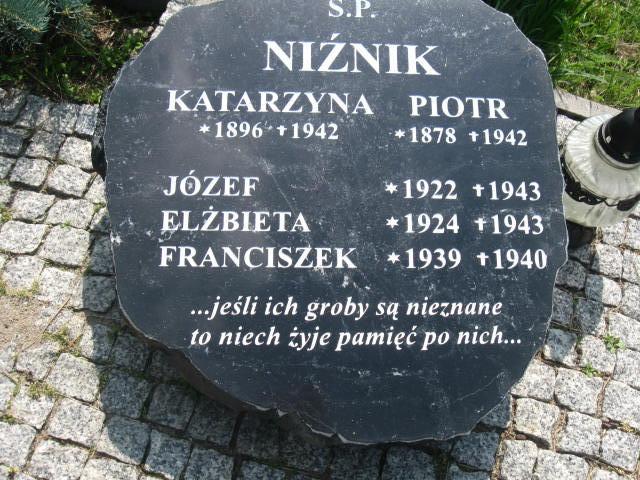 S.P.
NIŹNIK
KATARZYNA PIOTR
*1896 ✝1942 *1878 ✝1942
JÓZEF *1922 ✝1943
ELŻBIETA *1924 ✝1943
FRANCISZEK *1939 ✝1940
...jeśli ich groby są nieznane
to niech żyje pamięć po nich...